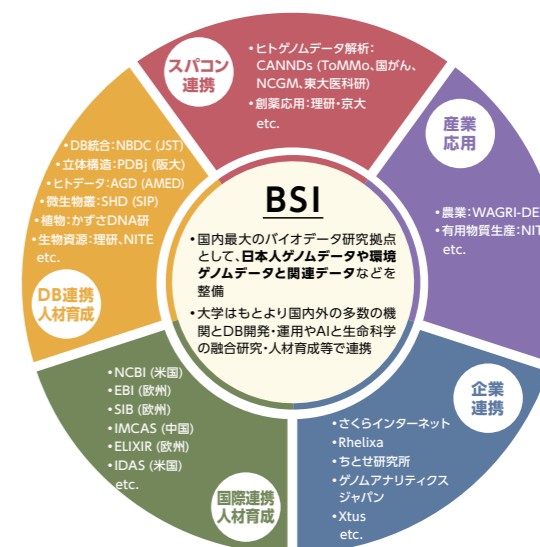 スパコン
連携
•ヒトゲノムデータ解析:
CANNDs (ToMMo、国がん、
NCGM、東大医科研)
•創薬応用:理研・京大
etc.
産業
応用
•農業:WAGRI-DE
•有用物質生産:NIT
etc.
•DB統合:NBDC (JST)
•立体構造:PDBj (阪大)
•ヒトデータ:AGD (AMED)
•微生物叢:SHD (SIP)
•植物:かずさDNA研
•生物資源:理研、NITE
etc.
DB連携
人材育成
BSI
•国内最大のバイオデータ研究拠点
として、日本人ゲノムデータや環境
ゲノムデータと関連データなどを
整備
•大学はもとより国内外の多数の機
関とDB開発・運用やAIと生命科学
の融合研究・人材育成等で連携
•NCBI (米国)
•EBI (欧州)
•SIB (欧州)
•IMCAS (中国)
•ELIXIR (欧州)
•IDAS (米国)
etc.
国際連携
人材育成
企業
連携
•さくらインターネット
•Rhelixa
•ちとせ研究所
•ゲノムアナリティクス
ジャパン
•Xtus
etc.